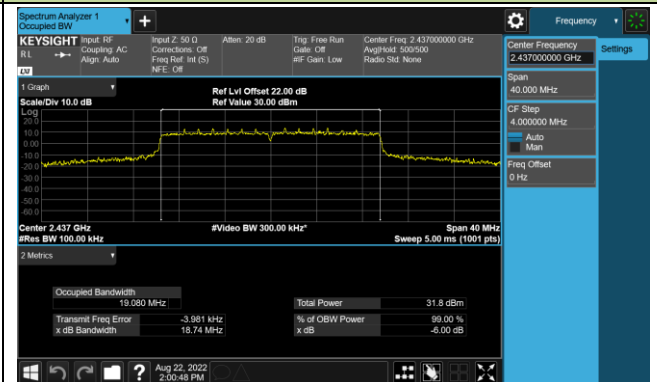 Spectrum Analyzer 1
Occupied BW
+
Frequency
KEYSIGHT
R L
LXI
Input: RF
Coupling: AC
Align: Auto
Input Z: 50 Ω
Corrections: Off
Freq Ref: Int (S)
NFE: Off
Atten: 20 dB
Trig: Free Run
Gate: Off
#IF Gain: Low
Center Freq: 2.437000000 GHz
Avg|Hold: 500/500
Radio Std: None
Center Frequency
2.437000000 GHz
Settings
Span
40.000 MHz
CF Step
4.000000 MHz
Auto
Man
Freq Offset
0 Hz
1 Graph
Scale/Div 10.0 dB
Ref Lvl Offset 22.00 dB
Ref Value 30.00 dBm
Log
20.0
10.0
0.00
-10.0
-20.0
-30.0
-40.0
-50.0
-60.0
Center 2.437 GHz
#Res BW 100.00 kHz
#Video BW 300.00 kHz*
Span 40 MHz
Sweep 5.00 ms (1001 pts)
2 Metrics
Occupied Bandwidth
19.080 MHz
Total Power 31.8 dBm
Transmit Freq Error -3.981 kHz
% of OBW Power 99.00 %
x dB Bandwidth 18.74 MHz
x dB -6.00 dB
?
Aug 22, 2022
2:00:48 PM